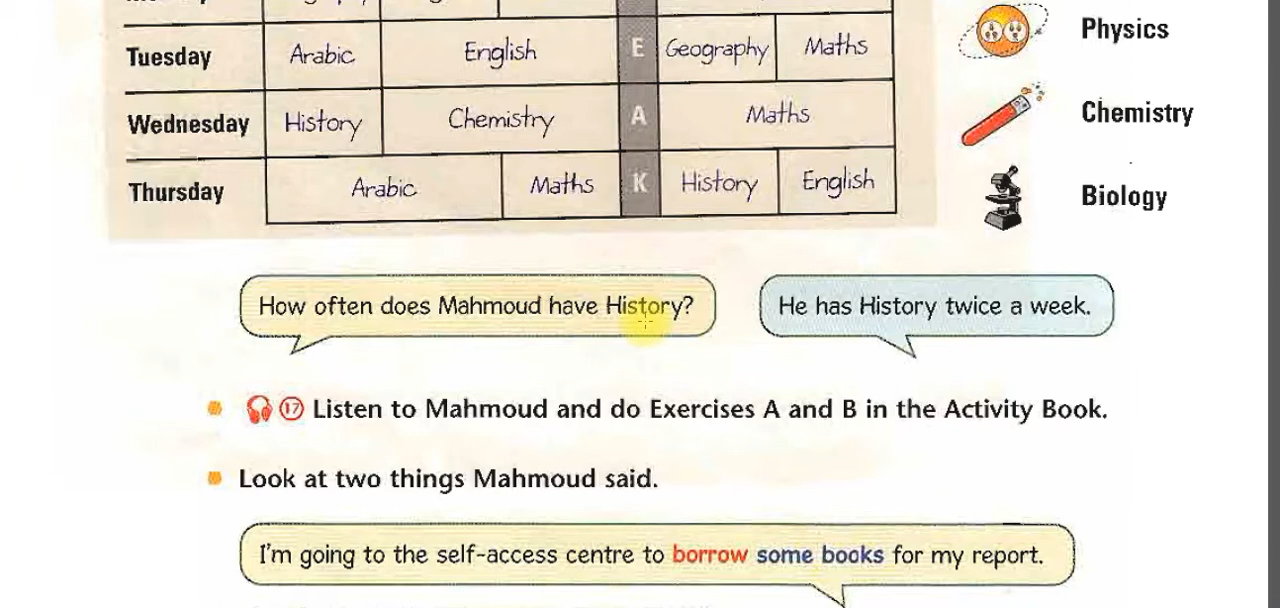 Physics
Tuesday Arabic English E Geography Maths
Chemistry
Wednesday History Chemistry A Maths
Thursday Arabic Maths K History English
Biology
How often does Mahmoud have History?
He has History twice a week.
17 Listen to Mahmoud and do Exercises A and B in the Activity Book.
Look at two things Mahmoud said.
I'm going to the self-access centre to borrow some books for my report.